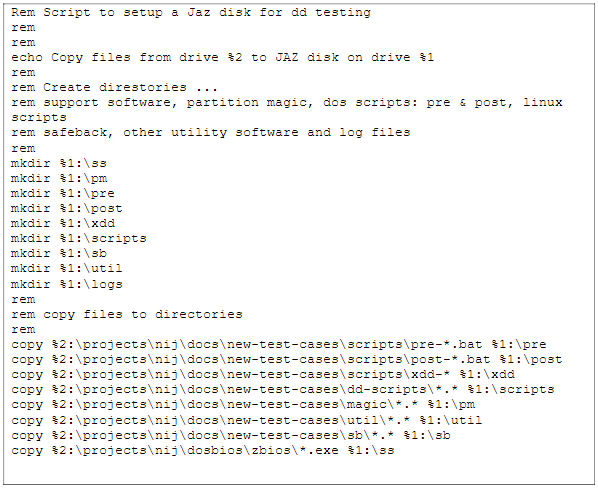 Rem Script to setup a Jaz disk for dd testing
rem
rem
echo Copy files from drive %2 to JAZ disk on drive %1
rem
rem Create direstories ...
rem support software, partition magic, dos scripts: pre & post, linux
scripts
rem safeback, other utility software and log files
rem
mkdir %1:\ss
mkdir %1:\pm
mkdir %1:\pre
mkdir %1:\post
mkdir %1:\xdd
mkdir %1:\scripts
mkdir %1:\sb
mkdir %1:\util
mkdir %1:\logs
rem
rem copy files to directories
rem
copy %2:\projects\nij\docs\new-test-cases\scripts\pre-*.bat %1:\pre
copy %2:\projects\nij\docs\new-test-cases\scripts\post-*.bat %1:\post
copy %2:\projects\nij\docs\new-test-cases\scripts\xdd-* %1:\xdd
copy %2:\projects\nij\docs\new-test-cases\dd-scripts\*.* %1:\scripts
copy %2:\projects\nij\docs\new-test-cases\magic\*.* %1:\pm
copy %2:\projects\nij\docs\new-test-cases\util\*.* %1:\util
copy %2:\projects\nij\docs\new-test-cases\sb\*.* %1:\sb
copy %2:\projects\nij\dosbios\zbios\*.exe %1:\ss